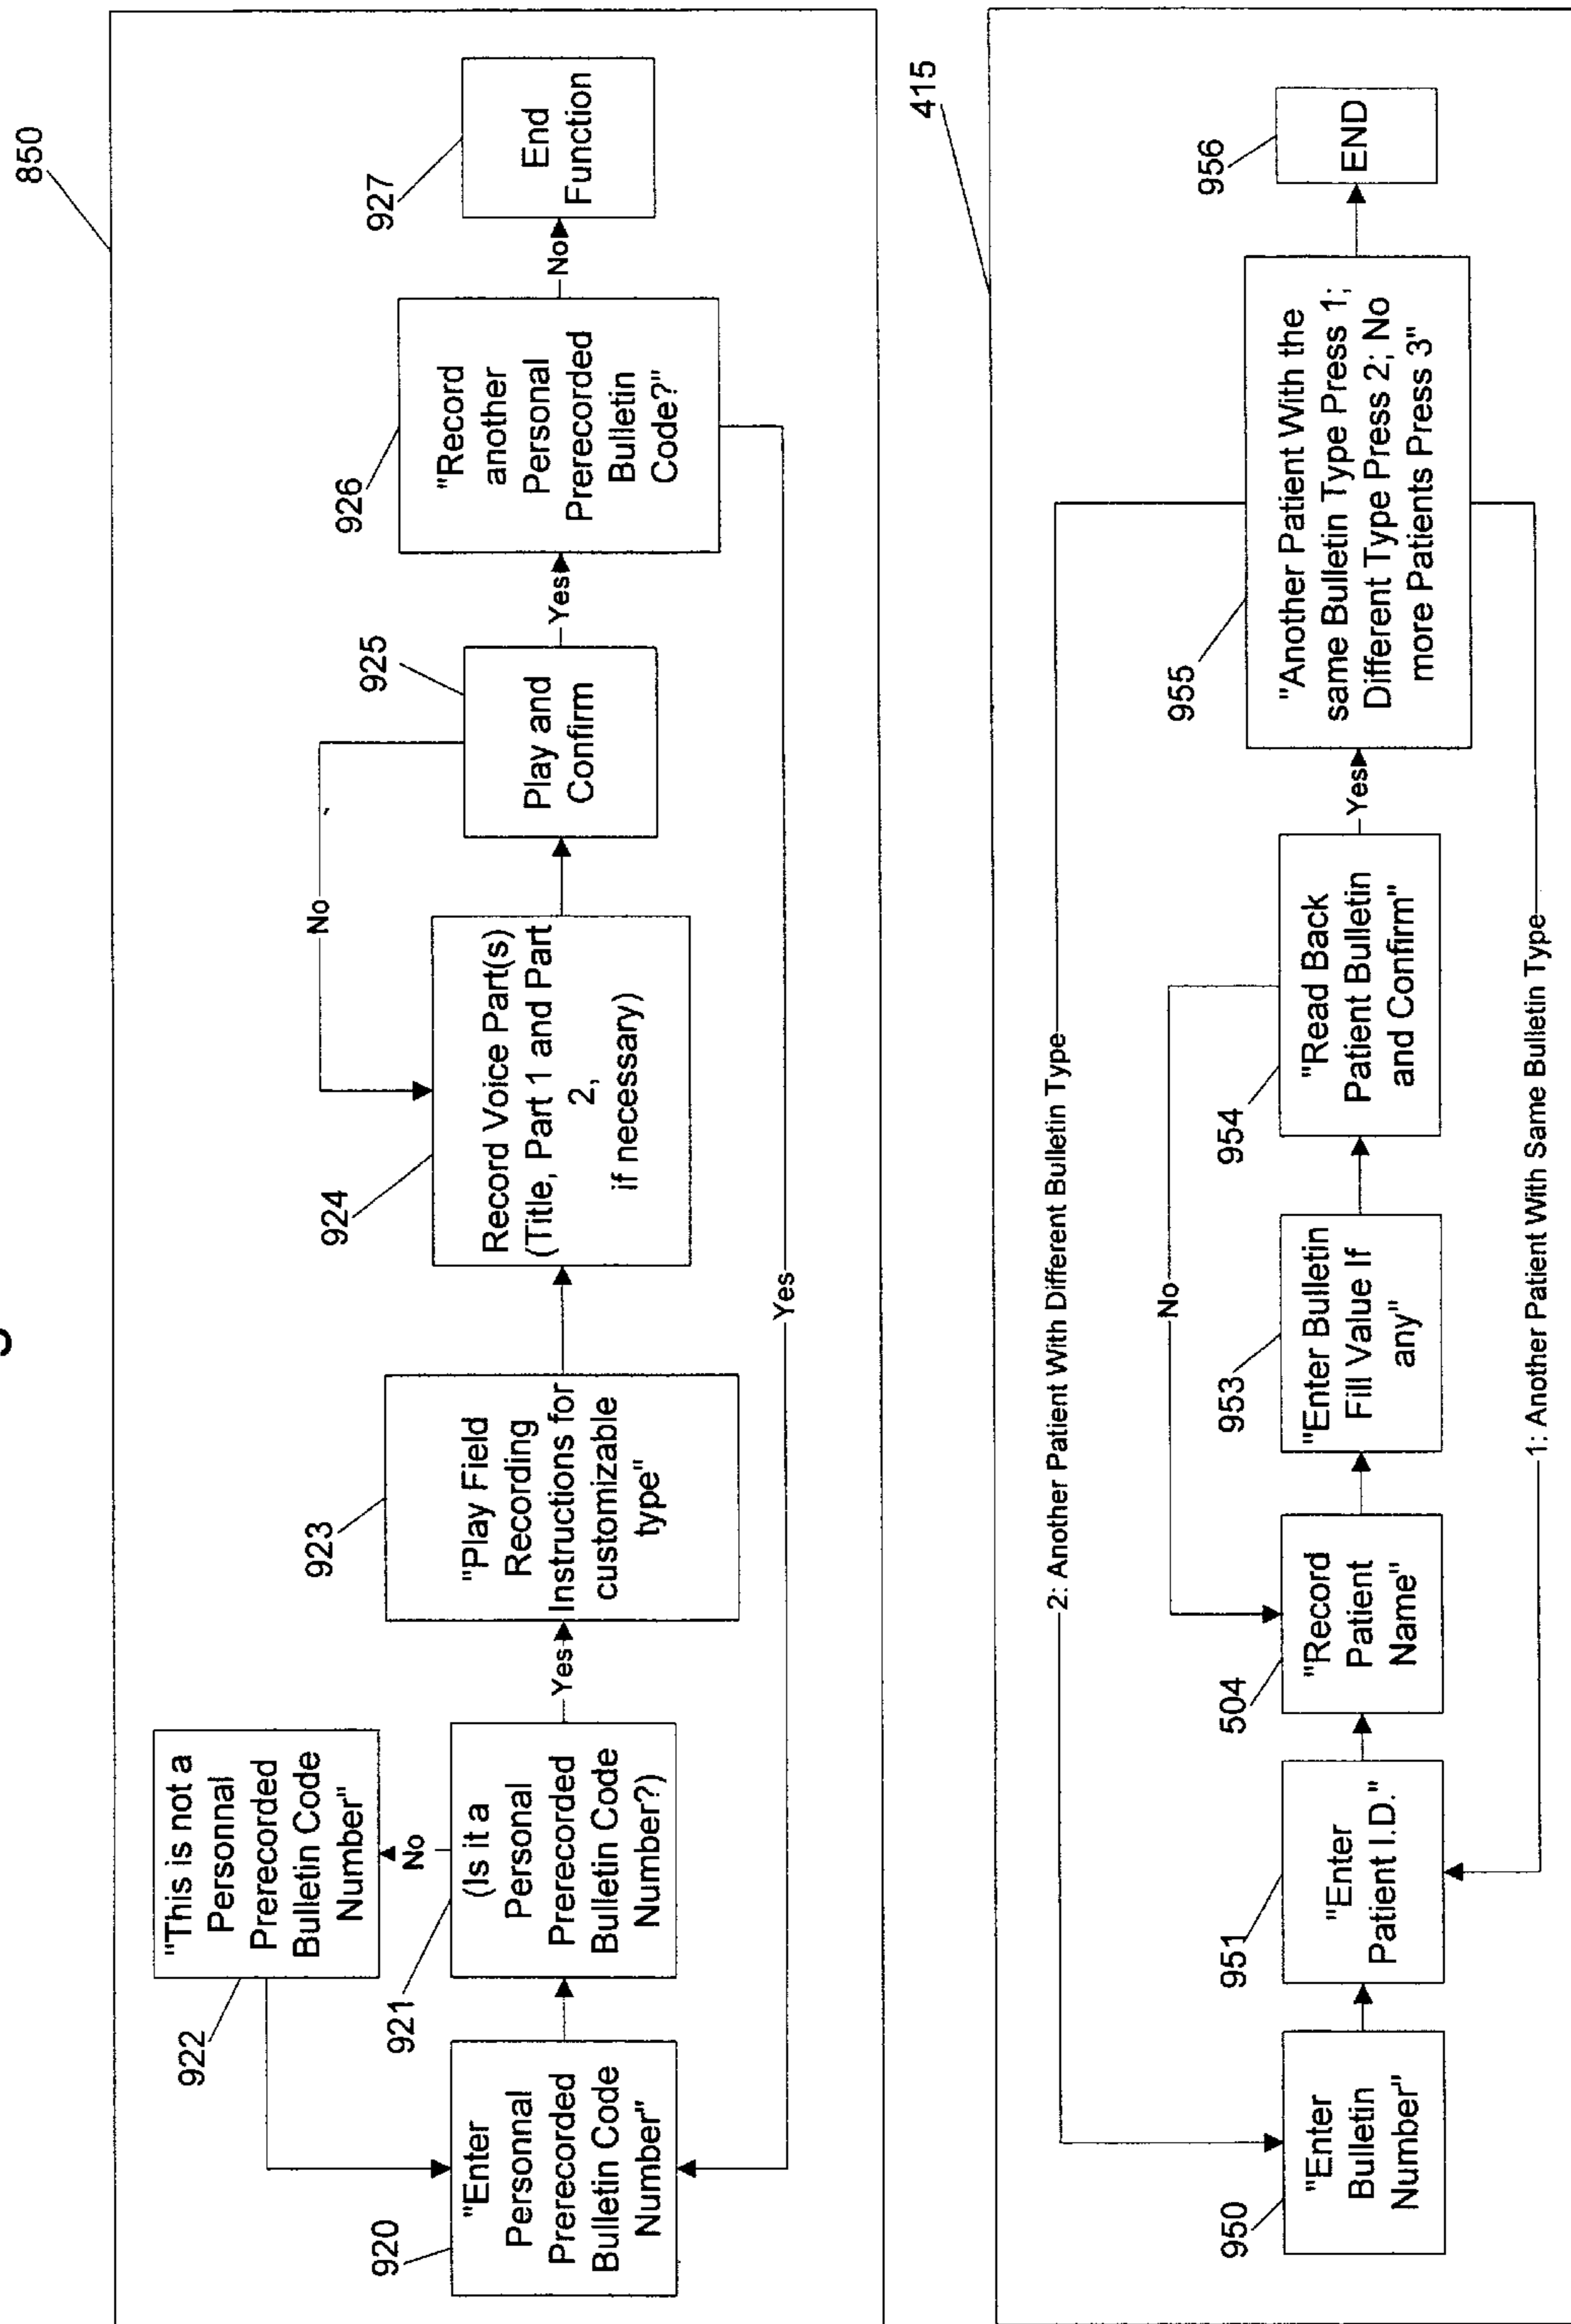 850
"Enter
Personnal
Prerecorded
Bulletin Code
Number"
920
(Is it a
Personal
Prerecorded
Bulletin Code
Number?)
921
No
"This is not a
Personnal
Prerecorded
Bulletin Code
Number"
922
Yes
"Play Field
Recording
Instructions for
customizable
type"
923
Record Voice Part(s)
(Title, Part 1 and Part
2,
if necessary)
924
No
Play and
Confirm
925
Yes
"Record
another
Personal
Prerecorded
Bulletin
Code?"
926
Yes
No
End
Function
927
415
2: Another Patient With Different Bulletin Type
"Enter
Bulletin
Number"
950
"Enter
Patient I.D."
951
"Record
Patient
Name"
504
No
"Enter Bulletin
Fill Value If
any"
953
"Read Back
Patient Bulletin
and Confirm"
954
Yes
"Another Patient With the
same Bulletin Type Press 1;
Different Type Press 2; No
more Patients Press 3"
955
END
956
1: Another Patient With Same Bulletin Type